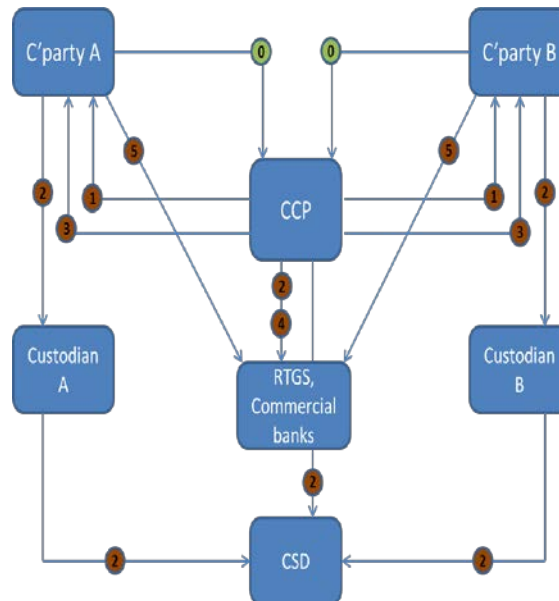 C'party A
0
0
C'party B
5
5
2
1
3
CCP
1
2
3
2
4
Custodian
A
RTGS,
Commercial
banks
Custodian
B
2
2
CSD
2